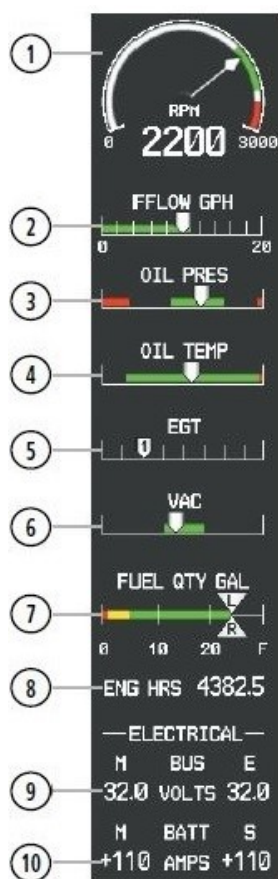 1
RPM
0 2200 3000
2
FFLOW GPH
0 20
3
OIL PRES
4
OIL TEMP
5
EGT
1
6
VAC
FUEL QTY GAL
7
L
R
0 10 20 F
8
ENG HRS 4382.5
ELECTRICAL
M BUS E
9
32.0 VOLTS 32.0
M BATT S
10
+110 AMPS +110